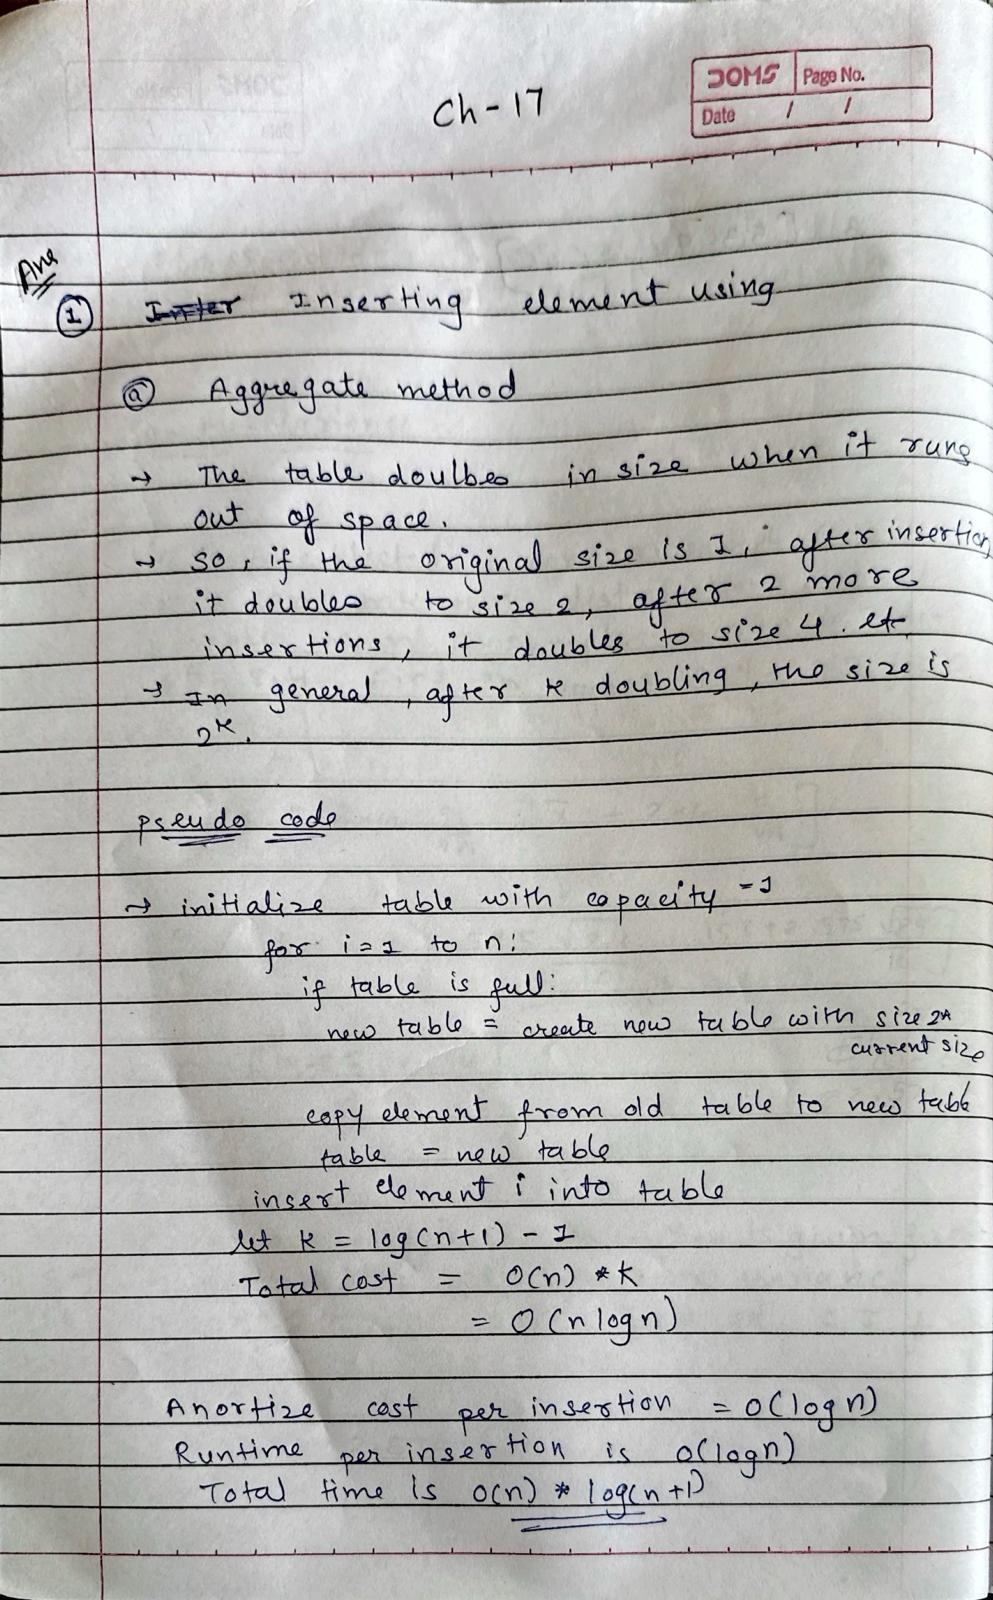 Ch-17
DOMS Page No.
Date / /
Ans
① Inserting element using
ⓐ Aggregate method
→ The table doulbes in size when it runs
out of space.
→ so, if the original size is 1, after insertion
it doubles to size 2, after 2 more
insertions, it doubles to size 4. etc
→ In general, after k doubling, the size is
2^k.
pseudo code
→ initialize table with capacity = 1
for i = 1 to n:
if table is full:
new table = create new table with size 2*
current size
copy element from old table to new table
table = new table
insert element i into table
let k = log(n+1) - 1
Total cost = O(n) * k
= O(n log n)
Anortize cost per insertion = O(log n)
Runtime per insertion is O(log n)
Total time is O(n) * log(n+1)